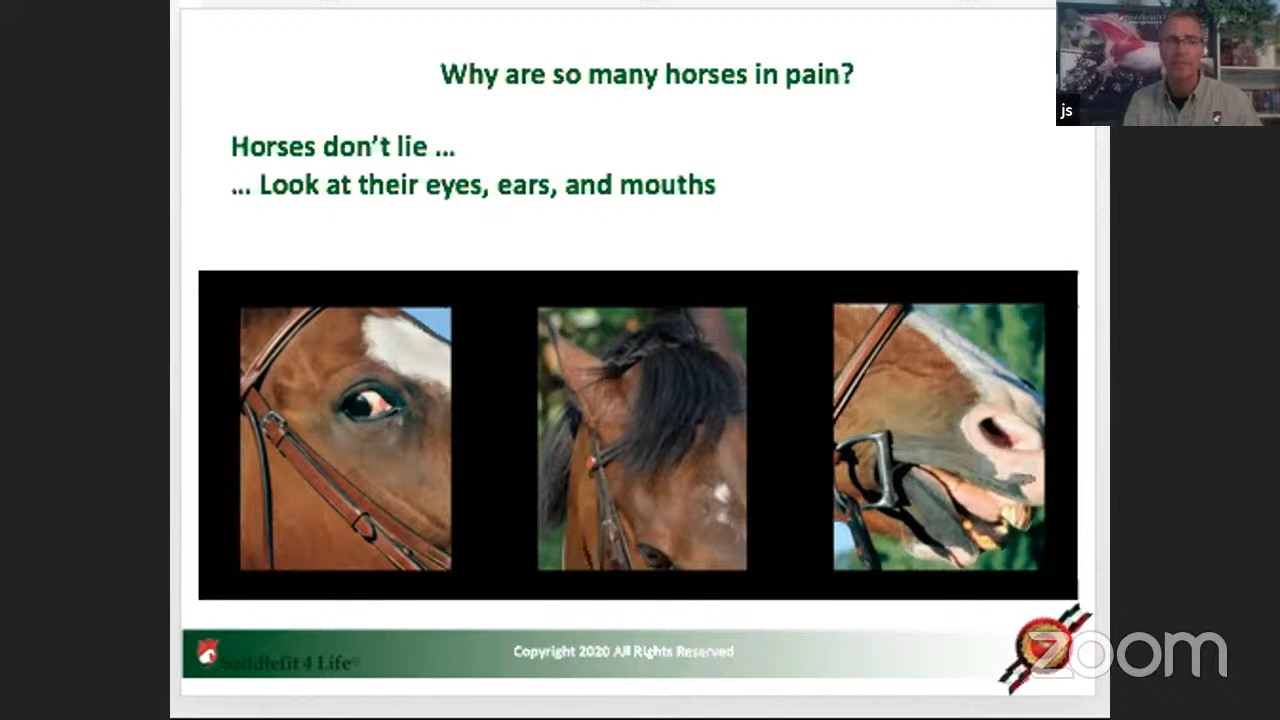 Why are so many horses in pain?
js
Horses don't lie ...
... Look at their eyes, ears, and mouths
Saddlefit 4 Life®
Copyright 2020 All Rights Reserved
zoom